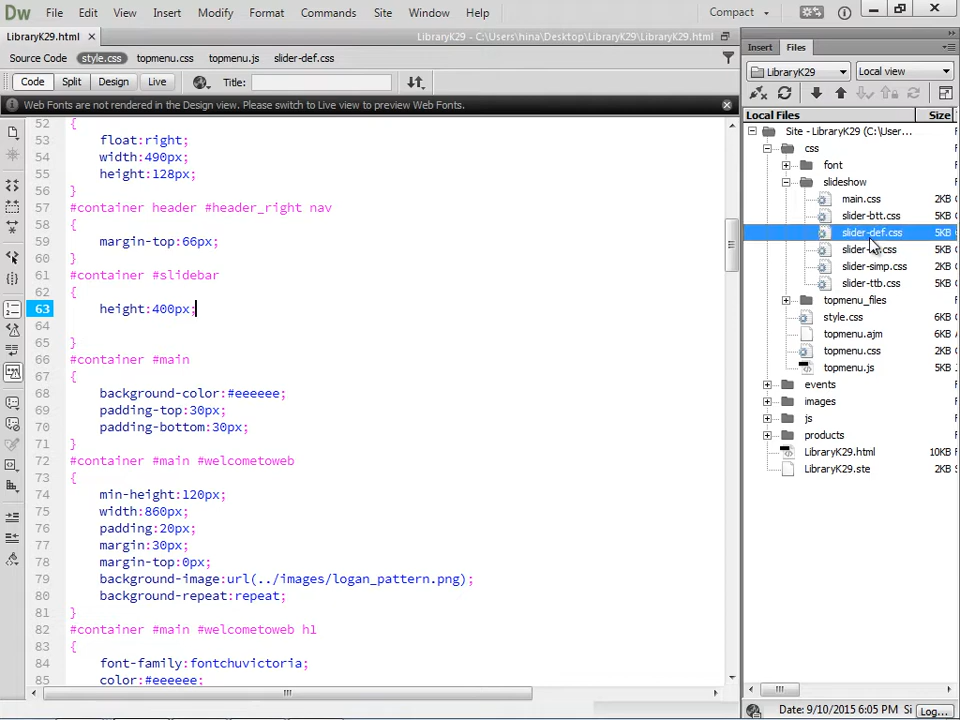 Dw File Edit View Insert Modify Format Commands Site Window Help Compact
LibraryK29.html C:\Users\hina\Desktop\LibraryK29\LibraryK29.html
Source Code style.css topmenu.css topmenu.js slider-def.css
Code Split Design Live Title:
Web Fonts are not rendered in the Design view. Please switch to Live view to preview Web Fonts.
52 {
53 float:right;
54 width:490px;
55 height:128px;
56 }
57 #container header #header_right nav
58 {
59 margin-top:66px;
60 }
61 #container #slidebar
62 {
63 height:400px;
64
65 }
66 #container #main
67 {
68 background-color:#eeeeee;
69 padding-top:30px;
70 padding-bottom:30px;
71 }
72 #container #main #welcometoweb
73 {
74 min-height:120px;
75 width:860px;
76 padding:20px;
77 margin:30px;
78 margin-top:0px;
79 background-image:url(../images/logan_pattern.png);
80 background-repeat:repeat;
81 }
82 #container #main #welcometoweb h1
83 {
84 font-family:fontchuvictoria;
85 color:#eeeeee;
Insert Files
LibraryK29 Local view
Local Files Size
Site - LibraryK29 (C:\User... F
css F
font F
slideshow F
main.css 2KB
slider-btt.css 5KB
slider-def.css 5KB
5KB
slider-simp.css 2KB
slider-ttb.css 5KB
topmenu_files F
style.css 6KB
topmenu.ajm 6KB
topmenu.css 2KB
topmenu.js 1KB
events F
images F
js F
products F
LibraryK29.html 10KB
LibraryK29.ste 2KB
Date: 9/10/2015 6:05 PM Si Log...